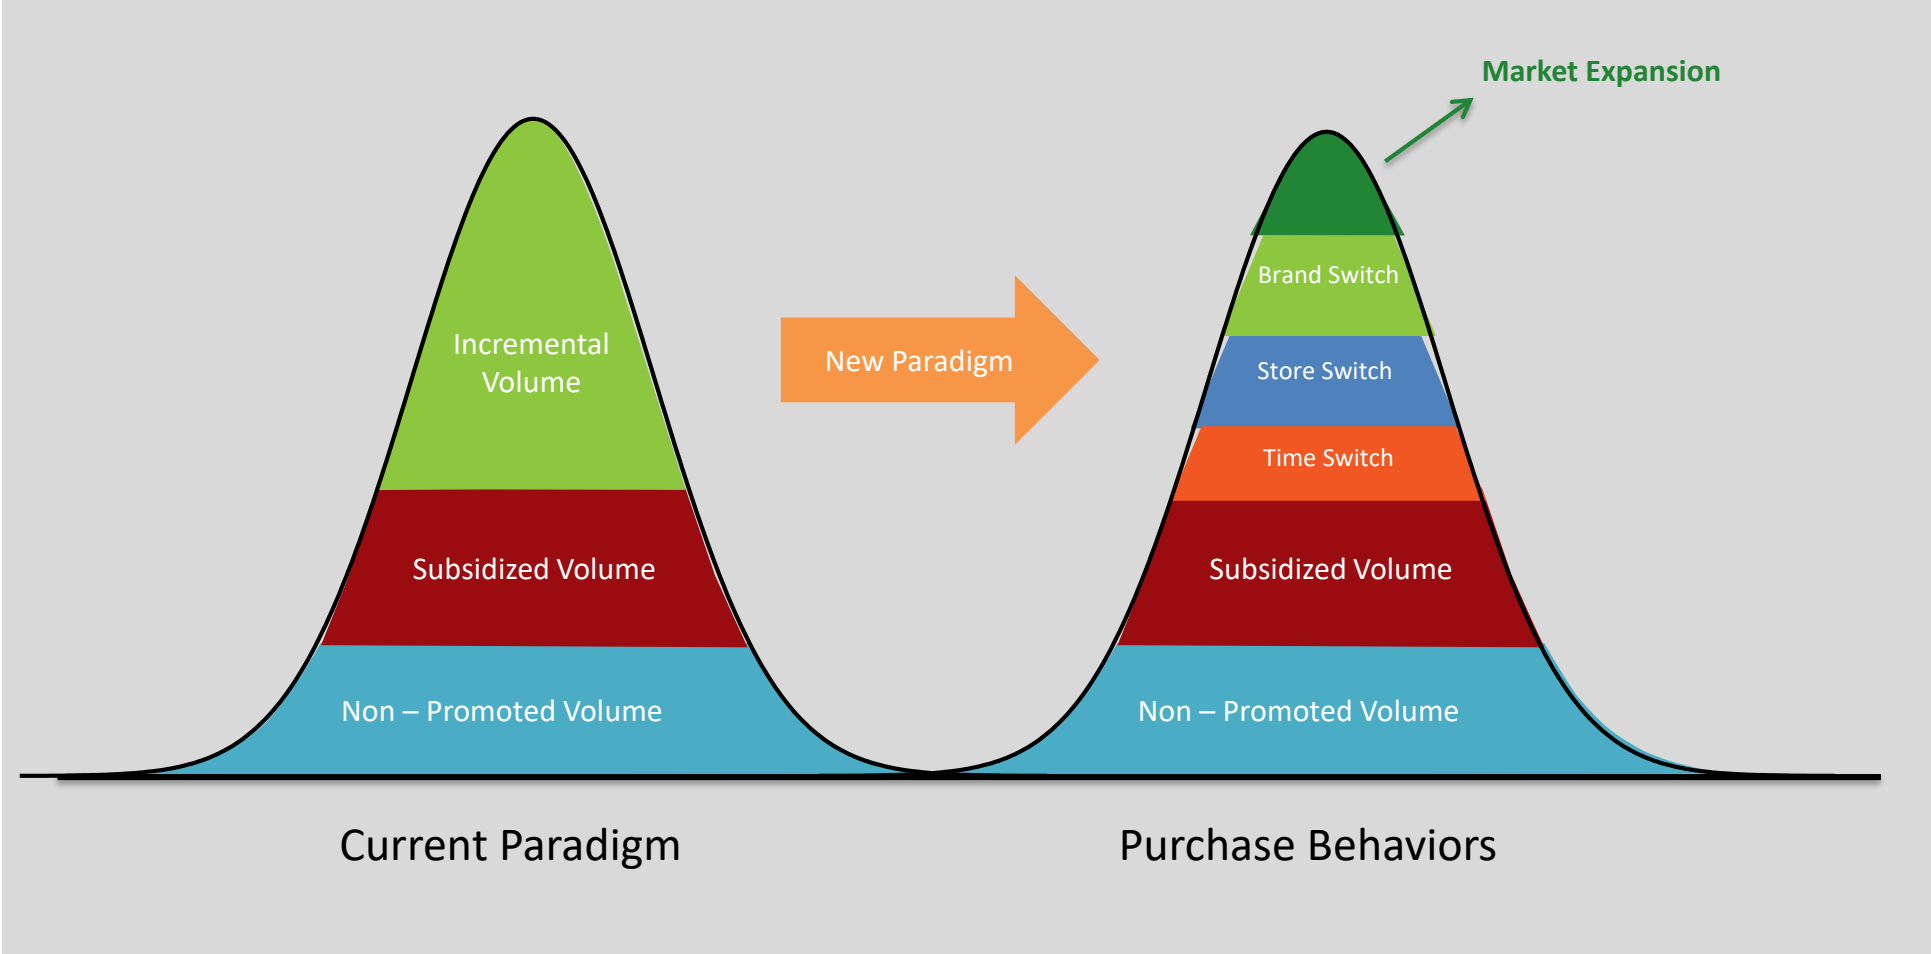 Market Expansion
Incremental
Volume
Subsidized Volume
Non – Promoted Volume
New Paradigm
Brand Switch
Store Switch
Time Switch
Subsidized Volume
Non – Promoted Volume
Current Paradigm
Purchase Behaviors